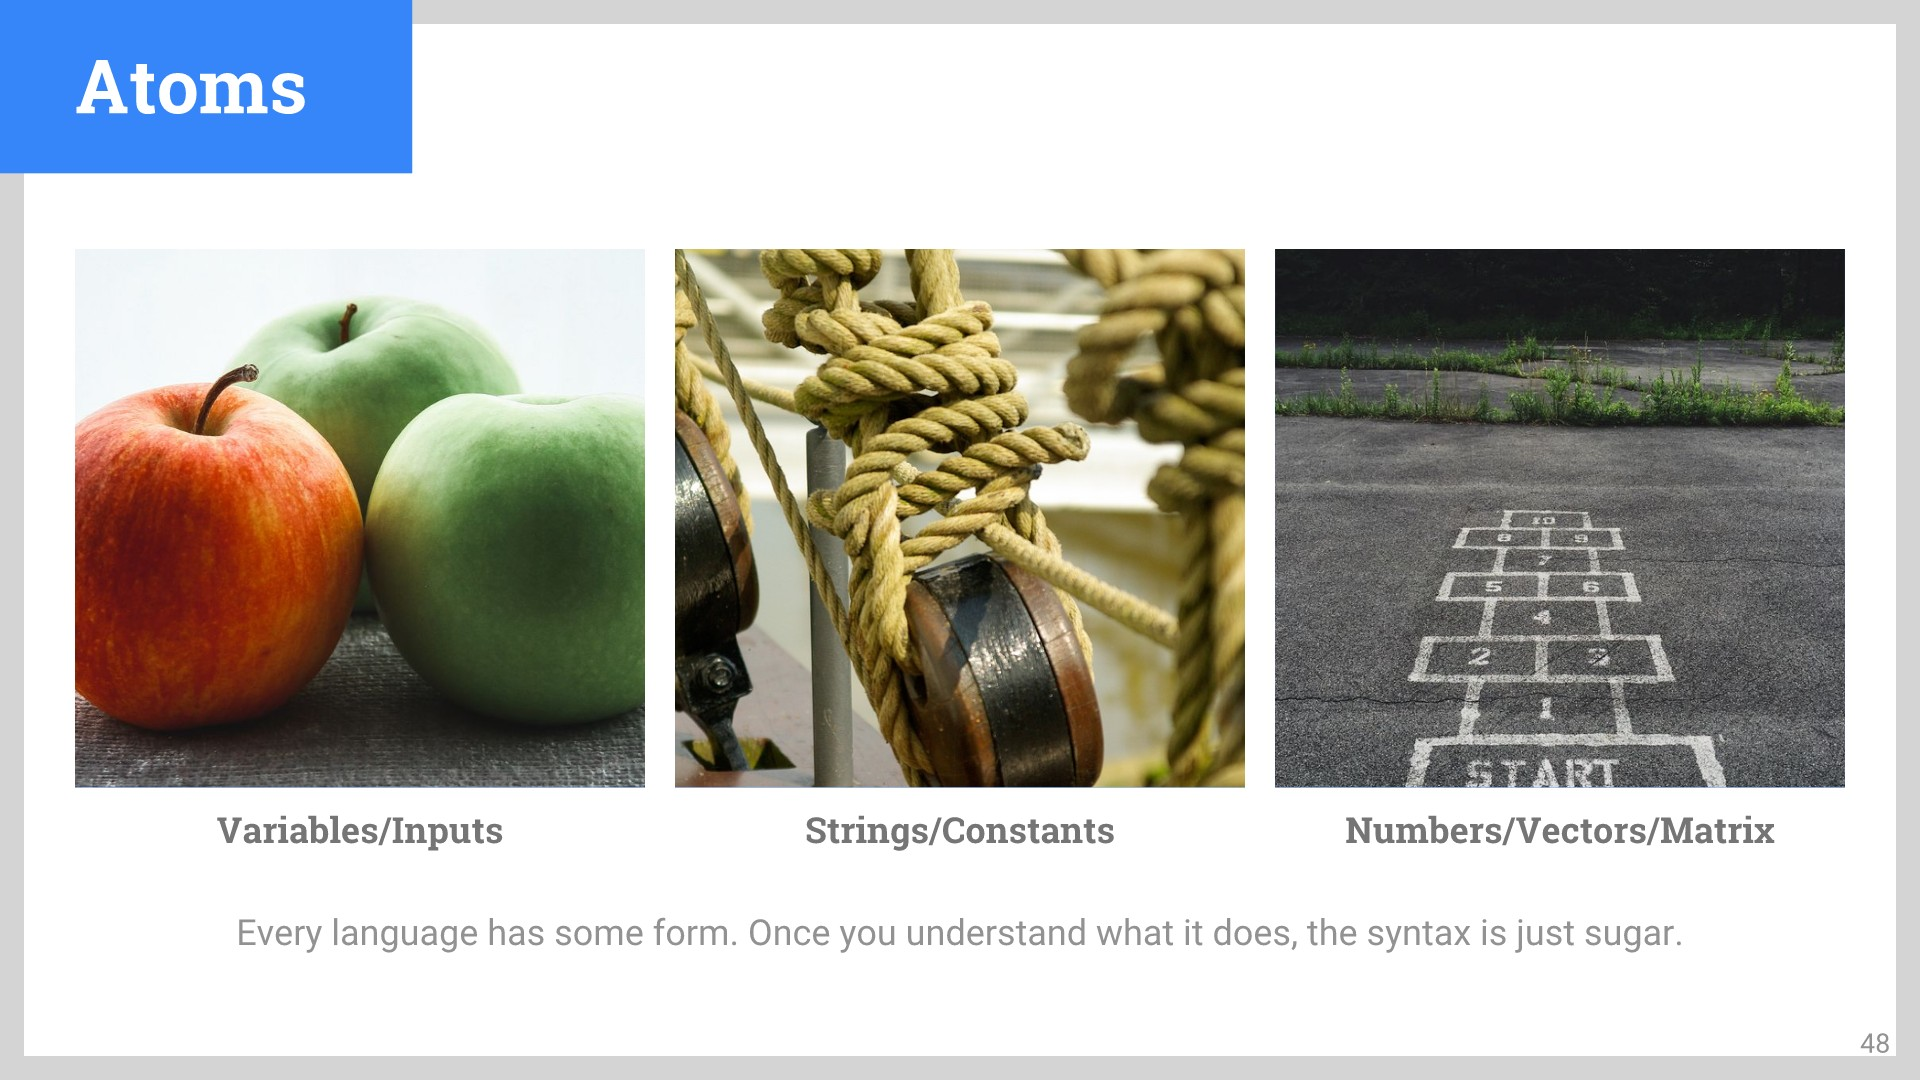 Atoms
10
8 9
7
5 6
4
2 3
1
START
Variables/Inputs
Strings/Constants
Numbers/Vectors/Matrix
Every language has some form. Once you understand what it does, the syntax is just sugar.
48